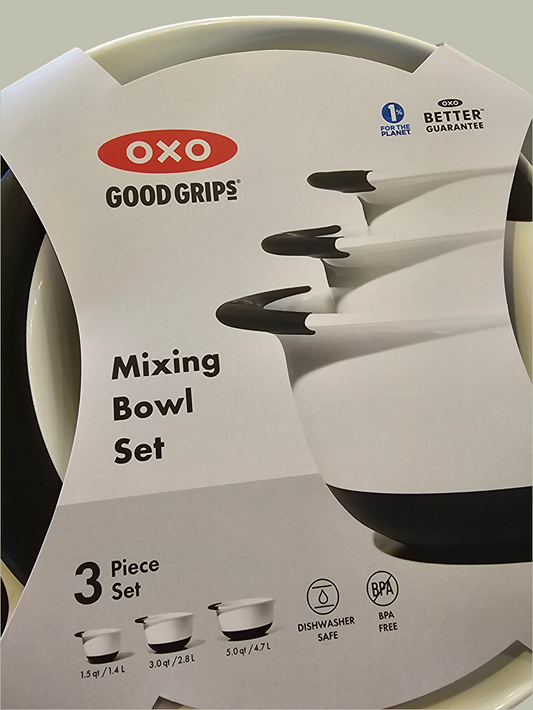 1%
FOR THE
PLANET
OXO
BETTER™
GUARANTEE
OXO
GOOD GRIPS®
Mixing
Bowl
Set
3 Piece
Set
1.5 qt / 1.4 L
3.0 qt / 2.8 L
5.0 qt / 4.7 L
DISHWASHER
SAFE
BPA
BPA
FREE